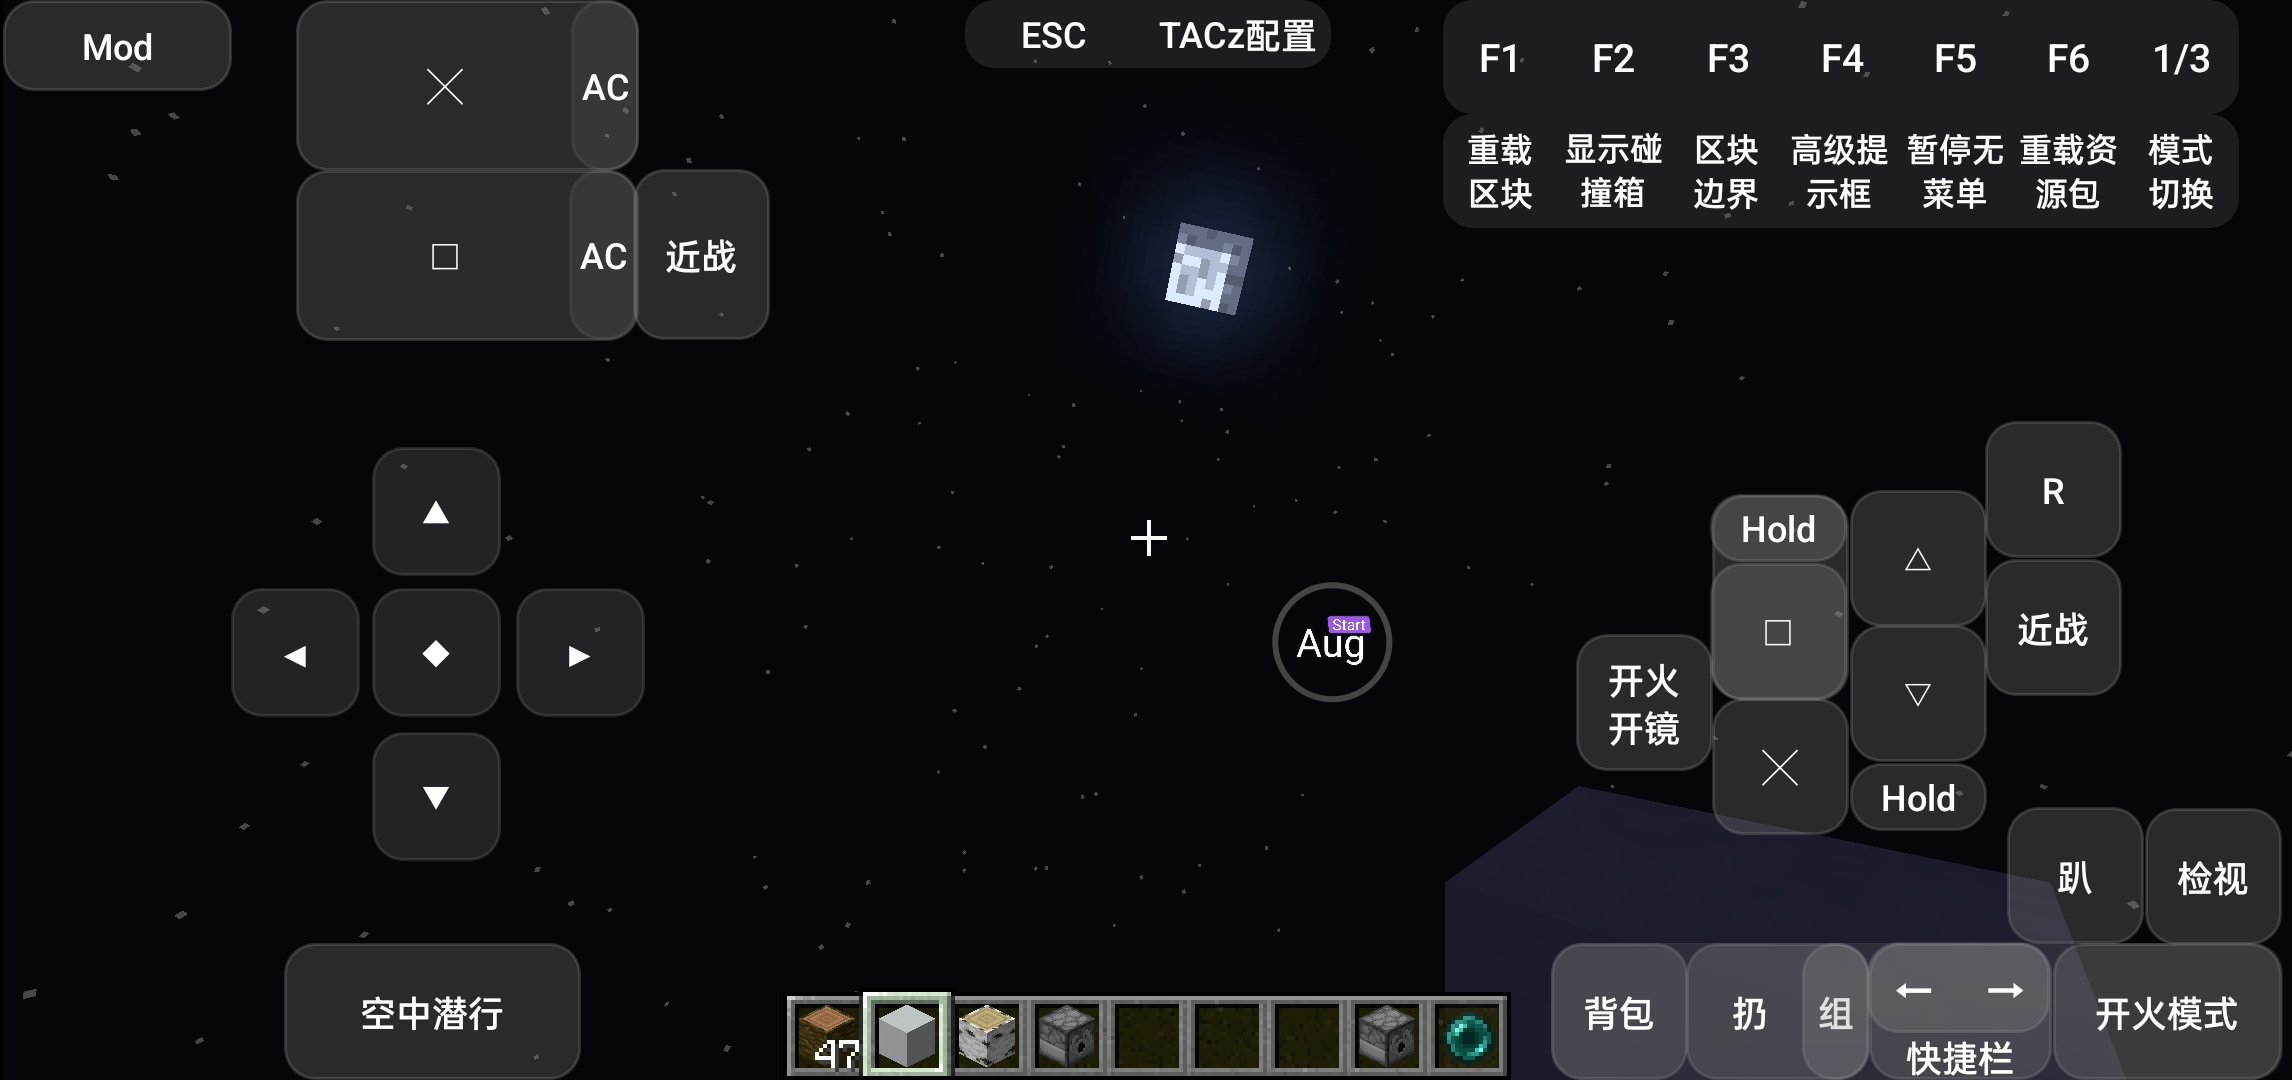 Mod
AC
ESC TACz配置
F1 F2 F3 F4 F5 F6 1/3
重载区块 显示碰撞箱 区块边界 高级提示框 暂停无菜单 重载资源包 模式切换
AC 近战
R
Hold
Start
Aug
近战
开火
开镜
Hold
趴 检视
空中潜行
47
背包 扔 组 ← → 开火模式
快捷栏